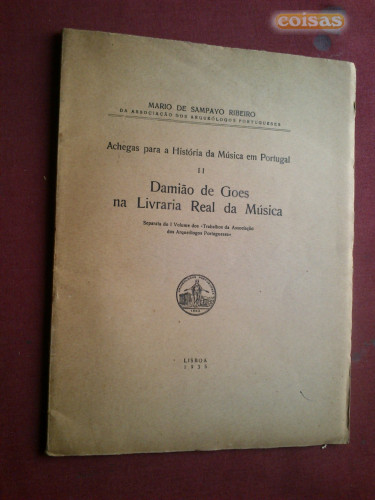 coisas
MARIO DE SAMPAYO RIBEIRO
DA ASSOCIAÇÃO DOS ARQUEÓLOGOS PORTUGUESES
Achegas para a História da Música em Portugal
II
Damião de Goes
na Livraria Real da Música
Separata do I Volume dos «Trabalhos da Associação
dos Arqueólogos Portugueses»
LISBOA